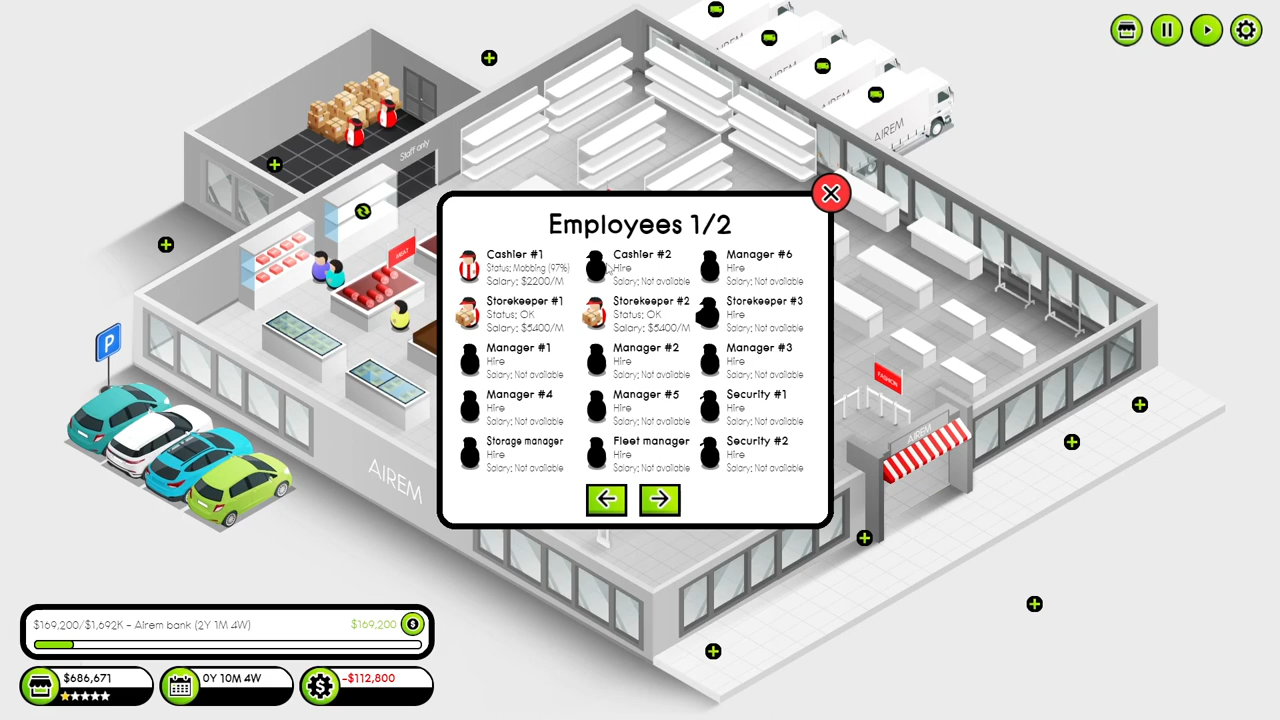 AIREM
Staff only
MEAT
P
Employees 1/2
Cashier #1
Status: Mobbing (97%)
Salary: $2200/M
Cashier #2
Hire
Salary: Not available
Manager #6
Hire
Salary: Not available
Storekeeper #1
Status: OK
Salary: $5400/M
Storekeeper #2
Status: OK
Salary: $5400/M
Storekeeper #3
Hire
Salary: Not available
Manager #1
Hire
Salary: Not available
Manager #2
Hire
Salary: Not available
Manager #3
Hire
Salary: Not available
Manager #4
Hire
Salary: Not available
Manager #5
Hire
Salary: Not available
Security #1
Hire
Salary: Not available
Storage manager
Hire
Salary: Not available
Fleet manager
Hire
Salary: Not available
Security #2
Hire
Salary: Not available
FASHION
AIREM
AIREM
$169,200/$1,692K - Airem bank (2Y 1M 4W)
$169,200
$686,671
0Y 10M 4W
-$112,800